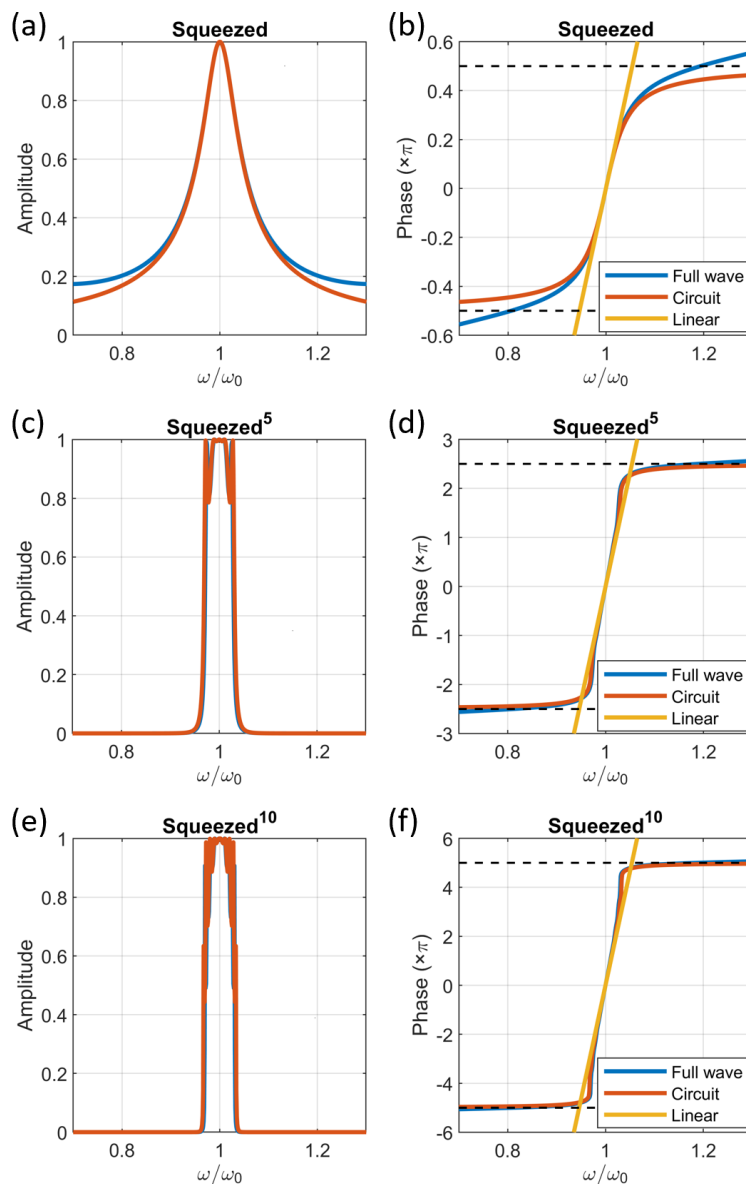 (a)
Squeezed
1
0.8
0.6
0.4
0.2
0
Amplitude
0.8
1
1.2
ω/ω₀
(b)
Squeezed
0.6
0.4
0.2
0
-0.2
-0.4
-0.6
Phase (×π)
Full wave
Circuit
Linear
0.8
1
1.2
ω/ω₀
(c)
Squeezed⁵
1
0.8
0.6
0.4
0.2
0
Amplitude
0.8
1
1.2
ω/ω₀
(d)
Squeezed⁵
3
2
1
0
-1
-2
-3
Phase (×π)
Full wave
Circuit
Linear
0.8
1
1.2
ω/ω₀
(e)
Squeezed¹⁰
1
0.8
0.6
0.4
0.2
0
Amplitude
0.8
1
1.2
ω/ω₀
(f)
Squeezed¹⁰
6
4
2
0
-2
-4
-6
Phase (×π)
Full wave
Circuit
Linear
0.8
1
1.2
ω/ω₀